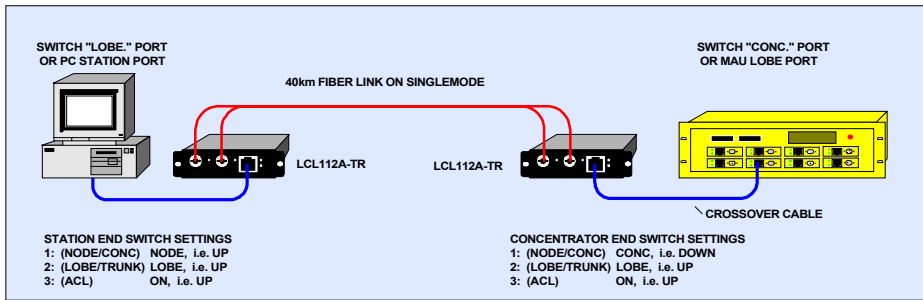 SWITCH "LOBE." PORT
OR PC STATION PORT
SWITCH "CONC." PORT
OR MAU LOBE PORT
40km FIBER LINK ON SINGLEMODE
LCL112A-TR
LCL112A-TR
CROSSOVER CABLE
STATION END SWITCH SETTINGS
1: (NODE/CONC) NODE, i.e. UP
2: (LOBE/TRUNK) LOBE, i.e. UP
3: (ACL) ON, i.e. UP
CONCENTRATOR END SWITCH SETTINGS
1: (NODE/CONC) CONC, i.e. DOWN
2: (LOBE/TRUNK) LOBE, i.e. UP
3: (ACL) ON, i.e. UP